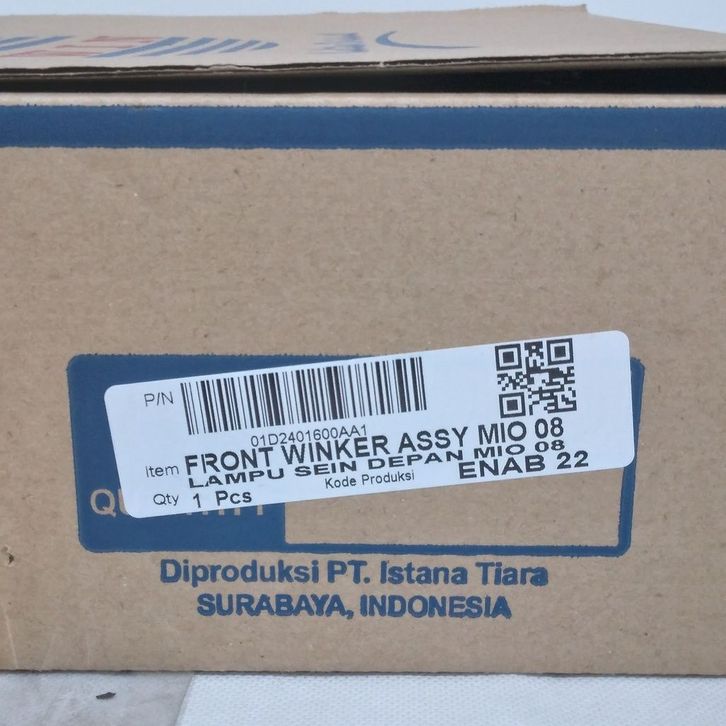 P/N
01D2401600AA1
Item FRONT WINKER ASSY MIO 08
LAMPU SEIN DEPAN MIO 08
Qty 1 Pcs Kode Produksi ENAB 22
Diproduksi PT. Istana Tiara
SURABAYA, INDONESIA